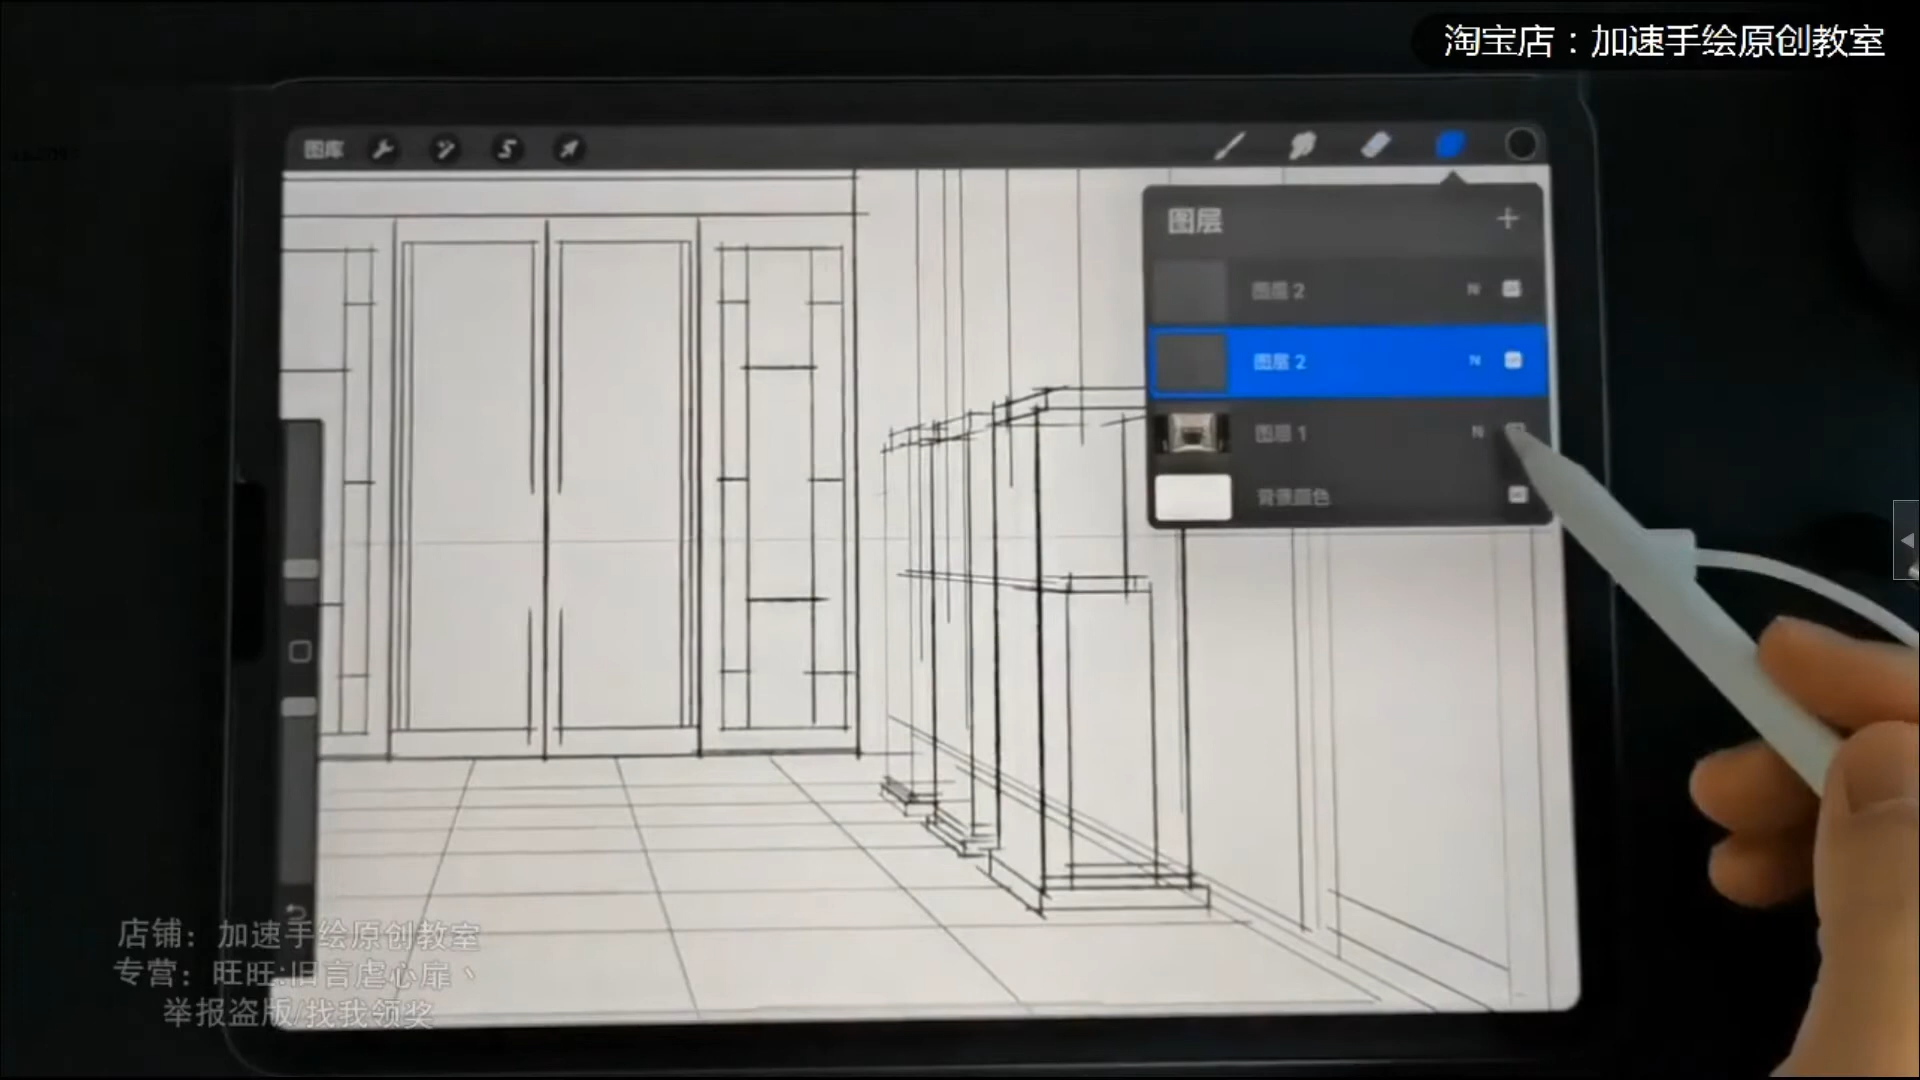 淘宝店：加速手绘原创教室
图库
图层
图层 2
N
图层 2
N
图层 1
N
背景颜色
店铺：加速手绘原创教室
专营：旺旺:旧言虐心扉丶
举报盗版/找我领奖